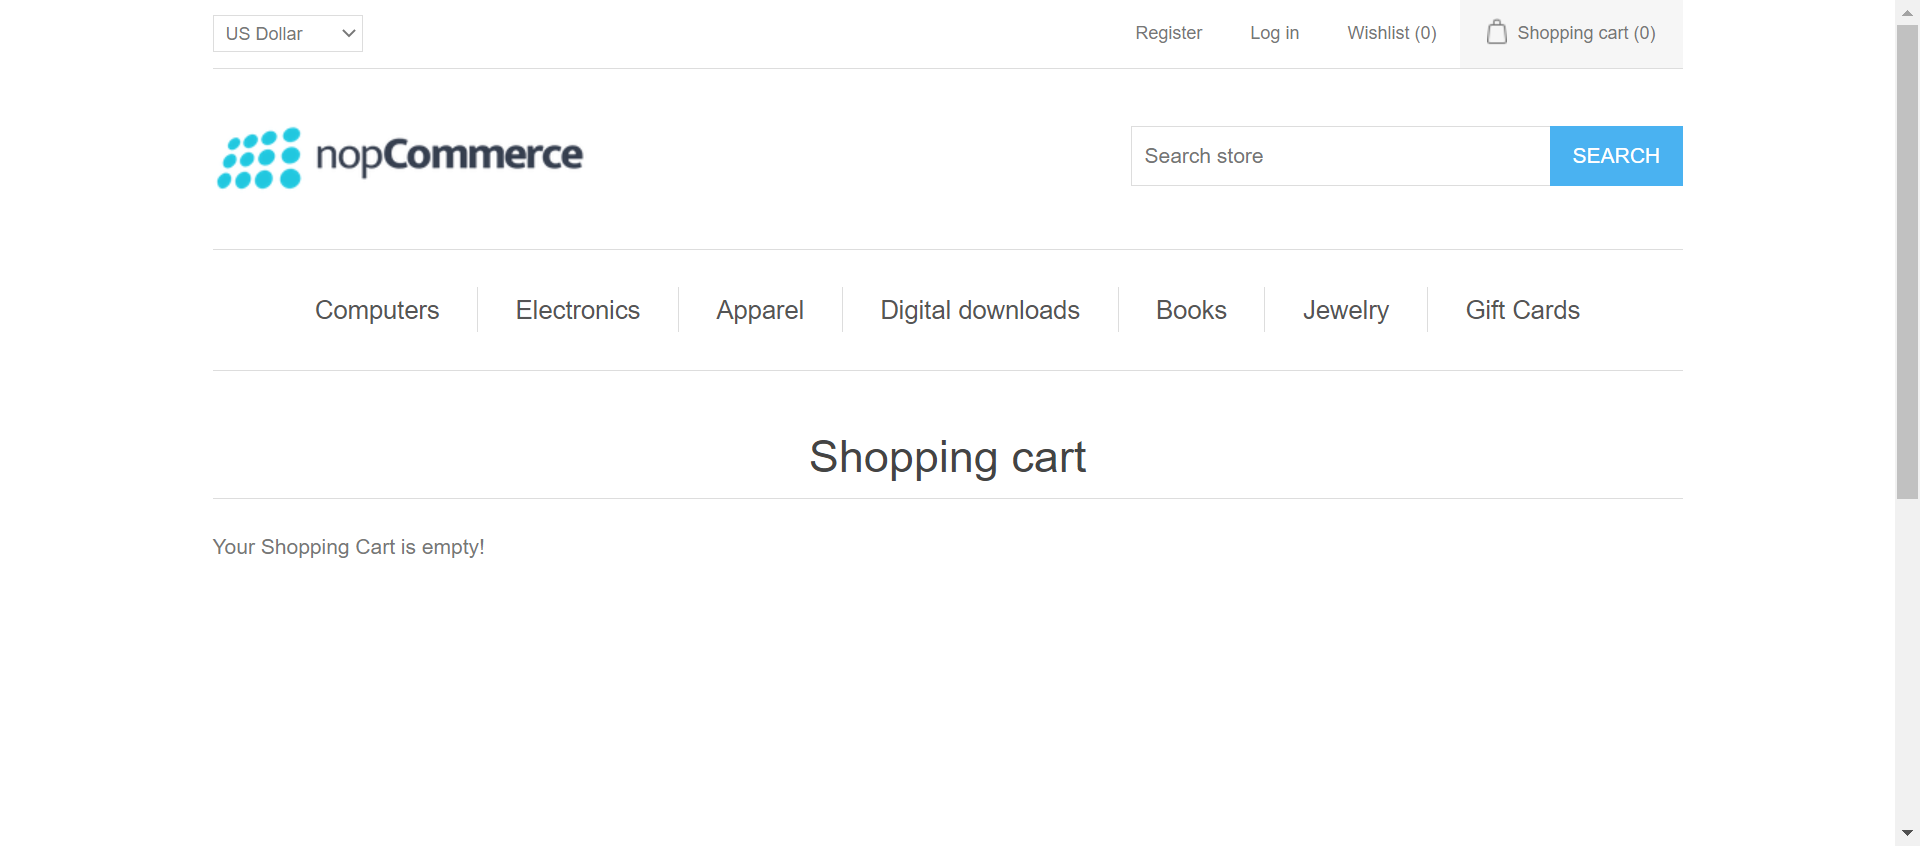 US Dollar
Register
Log in
Wishlist (0)
Shopping cart (0)
nopCommerce
Search store
SEARCH
Computers
Electronics
Apparel
Digital downloads
Books
Jewelry
Gift Cards
Shopping cart
Your Shopping Cart is empty!